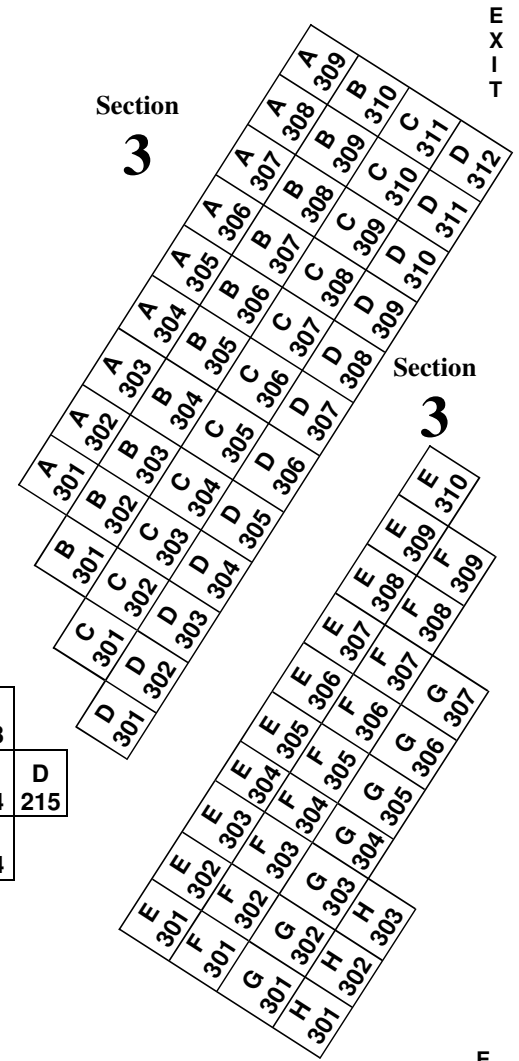 E
X
I
T
Section
3
A 309
B 310
C 311
D 312
A 308
B 309
C 310
D 311
A 307
B 308
C 309
D 310
A 306
B 307
C 308
D 309
A 305
B 306
C 307
D 308
A 304
B 305
C 306
D 307
A 303
B 304
C 305
D 306
A 302
B 303
C 304
D 305
A 301
B 302
C 303
D 304
B 301
C 302
D 303
C 301
D 302
D 301
Section
3
E 310
E 309
F 309
E 308
F 308
E 307
F 307
G 307
E 306
F 306
G 306
E 305
F 305
G 305
E 304
F 304
G 304
E 303
F 303
G 303
H 303
E 302
F 302
G 302
H 302
E 301
F 301
G 301
H 301
D
215
E